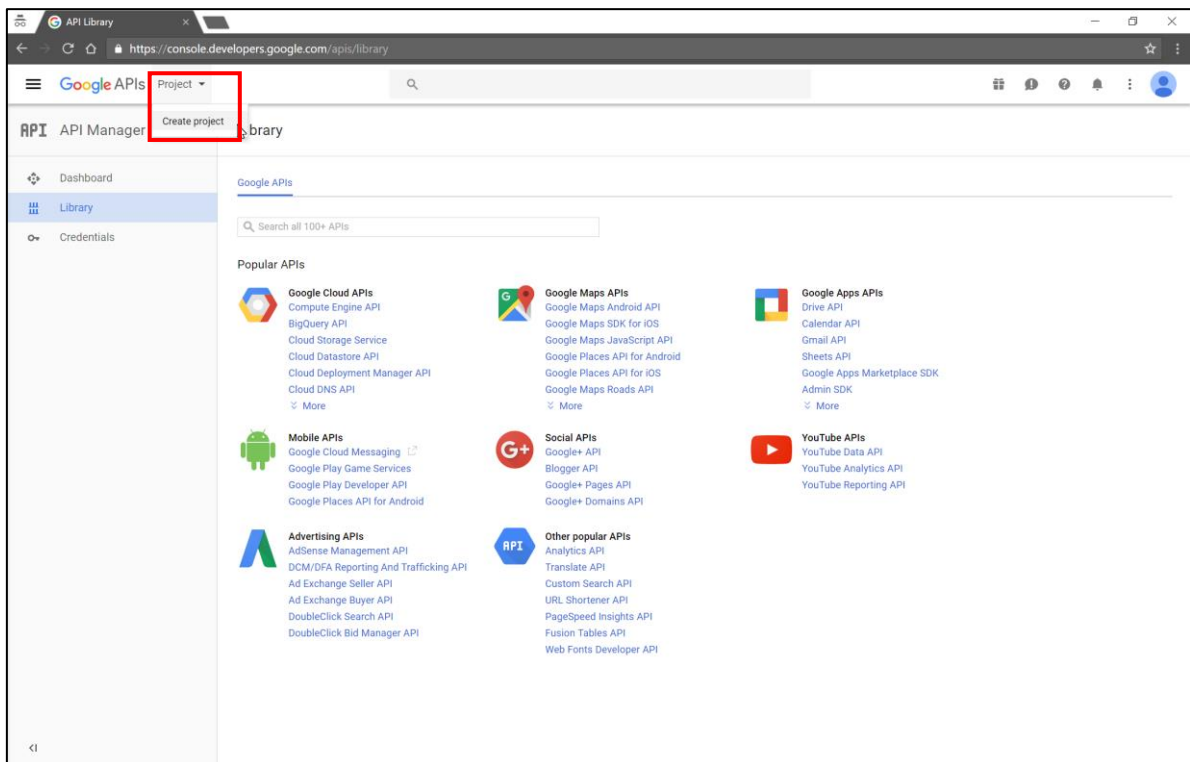 API Library
https://console.developers.google.com/apis/library
Google APIs Project
Create project
API API Manager
brary
Dashboard
Library
Credentials
Google APIs
Search all 100+ APIs
Popular APIs
Google Cloud APIs
Compute Engine API
BigQuery API
Cloud Storage Service
Cloud Datastore API
Cloud Deployment Manager API
Cloud DNS API
More
Google Maps APIs
Google Maps Android API
Google Maps SDK for iOS
Google Maps JavaScript API
Google Places API for Android
Google Places API for iOS
Google Maps Roads API
More
Google Apps APIs
Drive API
Calendar API
Gmail API
Sheets API
Google Apps Marketplace SDK
Admin SDK
More
Mobile APIs
Google Cloud Messaging
Google Play Game Services
Google Play Developer API
Google Places API for Android
G+
Social APIs
Google+ API
Blogger API
Google+ Pages API
Google+ Domains API
YouTube APIs
YouTube Data API
YouTube Analytics API
YouTube Reporting API
Advertising APIs
AdSense Management API
DCM/DFA Reporting And Trafficking API
Ad Exchange Seller API
Ad Exchange Buyer API
DoubleClick Search API
DoubleClick Bid Manager API
API
Other popular APIs
Analytics API
Translate API
Custom Search API
URL Shortener API
PageSpeed Insights API
Fusion Tables API
Web Fonts Developer API